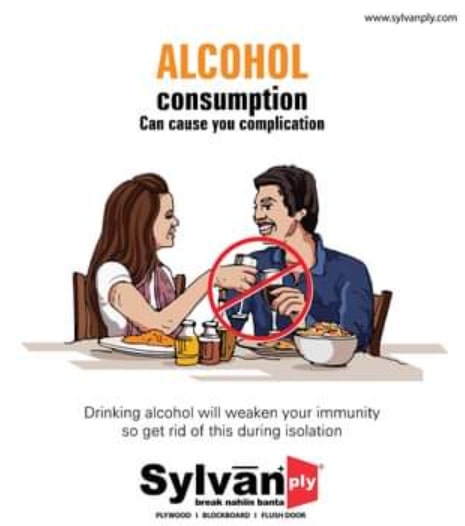 www.sylvanply.com
ALCOHOL
consumption
Can cause you complication
Drinking alcohol will weaken your immunity
so get rid of this during isolation
Sylvan ply
break nahiin banta
PLYWOOD I BLOCKBOARD I FLUSH DOOR